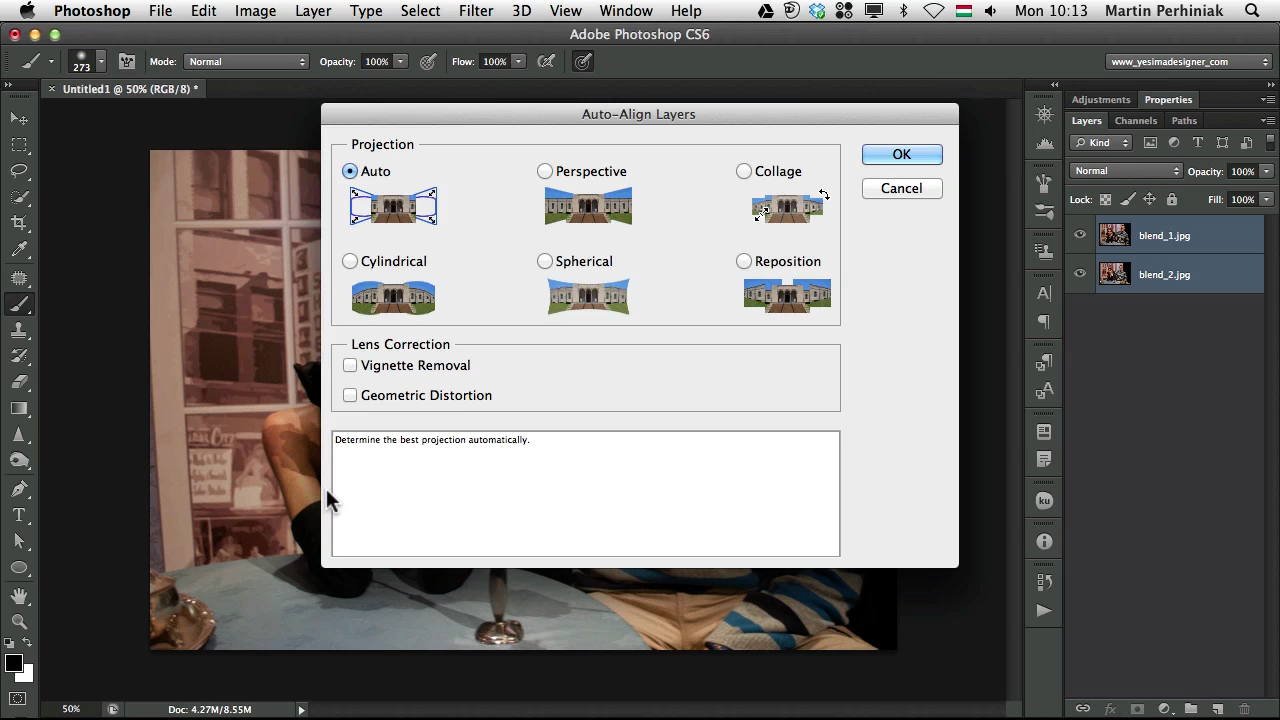 Photoshop File Edit Image Layer Type Select Filter 3D View Window Help Mon 10:13 Martin Perhiniak
Adobe Photoshop CS6
273 Mode: Normal Opacity: 100% Flow: 100% www_yesimadesigner_com
× Untitled1 @ 50% (RGB/8) *
Auto-Align Layers
Projection
Auto Perspective Collage
Cylindrical Spherical Reposition
Lens Correction
Vignette Removal
Geometric Distortion
Determine the best projection automatically.
OK
Cancel
Adjustments Properties
Layers Channels Paths
Kind
Normal Opacity: 100%
Lock: Fill: 100%
blend_1.jpg
blend_2.jpg
ku
50% Doc: 4.27M/8.55M